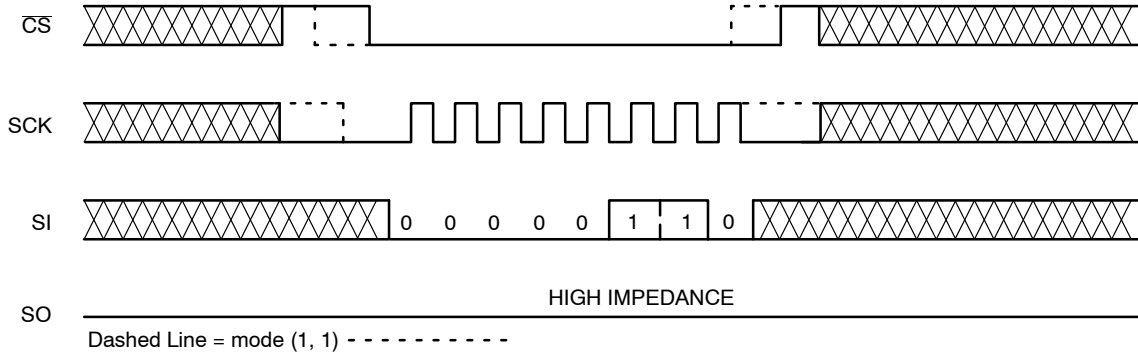 CS
SCK
SI
0 0 0 0 0 1 1 0
HIGH IMPEDANCE
SO
Dashed Line = mode (1, 1)